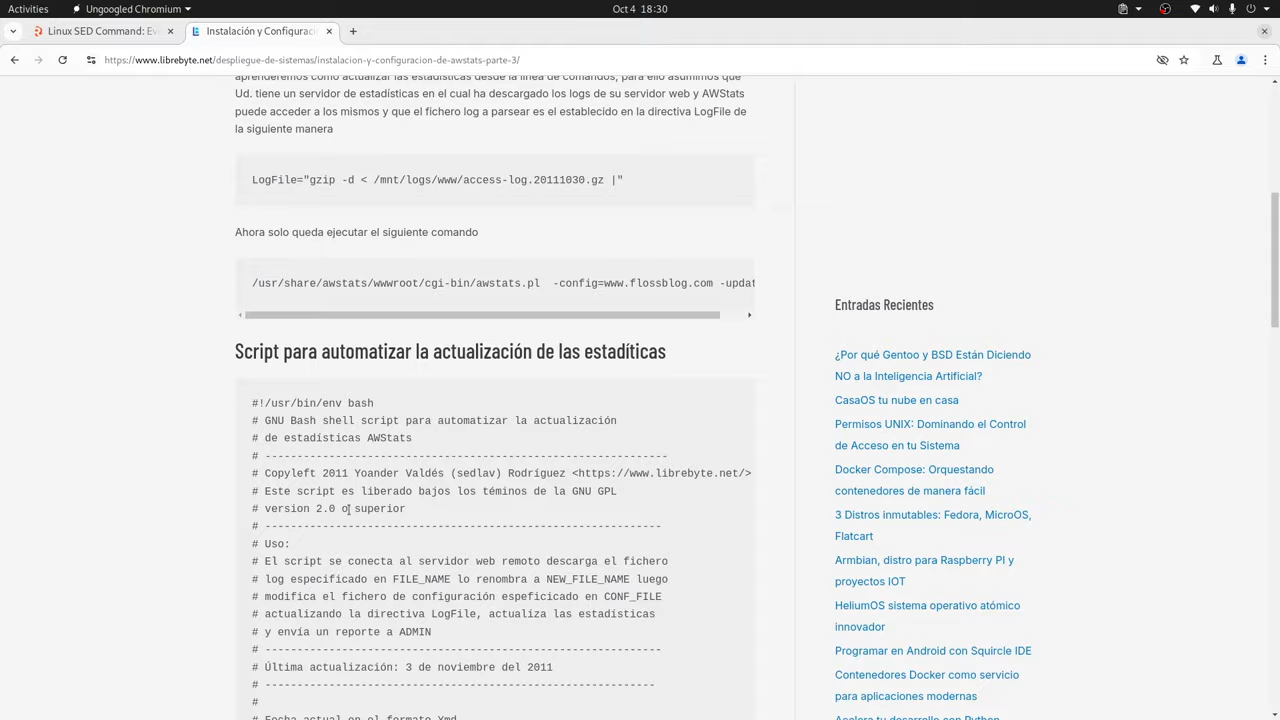 Activities
Ungoogled Chromium
Oct 4 18:30
Linux SED Command: Ev
Instalación y Configurac
https://www.librebyte.net/despliegue-de-sistemas/instalacion-y-configuracion-de-awstats-parte-3/
aprenderemos como actualizar las estadísticas desde la línea de comandos, para ello asumimos que
Ud. tiene un servidor de estadísticas en el cual ha descargado los logs de su servidor web y AWStats
puede acceder a los mismos y que el fichero log a parsear es el establecido en la directiva LogFile de
la siguiente manera
LogFile="gzip -d < /mnt/logs/www/access-log.20111030.gz |"
Ahora solo queda ejecutar el siguiente comando
/usr/share/awstats/wwwroot/cgi-bin/awstats.pl  -config=www.flossblog.com -updat
Script para automatizar la actualización de las estadíticas
#!/usr/bin/env bash
# GNU Bash shell script para automatizar la actualización
# de estadísticas AWStats
# ----------------------------------------------------------------
# Copyleft 2011 Yoander Valdés (sedlav) Rodríguez <https://www.librebyte.net/>
# Este script es liberado bajos los téminos de la GNU GPL
# version 2.0 o superior
# ---------------------------------------------------------------
# Uso:
# El script se conecta al servidor web remoto descarga el fichero
# log especificado en FILE_NAME lo renombra a NEW_FILE_NAME luego
# modifica el fichero de configuración espeficicado en CONF_FILE
# actualizando la directiva LogFile, actualiza las estadísticas
# y envía un reporte a ADMIN
# ---------------------------------------------------------------
# Última actualización: 3 de noviembre del 2011
# --------------------------------------------------------------
#
# Fecha actual en el formato Ymd
Entradas Recientes
¿Por qué Gentoo y BSD Están Diciendo
NO a la Inteligencia Artificial?
CasaOS tu nube en casa
Permisos UNIX: Dominando el Control
de Acceso en tu Sistema
Docker Compose: Orquestando
contenedores de manera fácil
3 Distros inmutables: Fedora, MicroOS,
Flatcart
Armbian, distro para Raspberry PI y
proyectos IOT
HeliumOS sistema operativo atómico
innovador
Programar en Android con Squircle IDE
Contenedores Docker como servicio
para aplicaciones modernas
Acelera tu desarrollo con Python